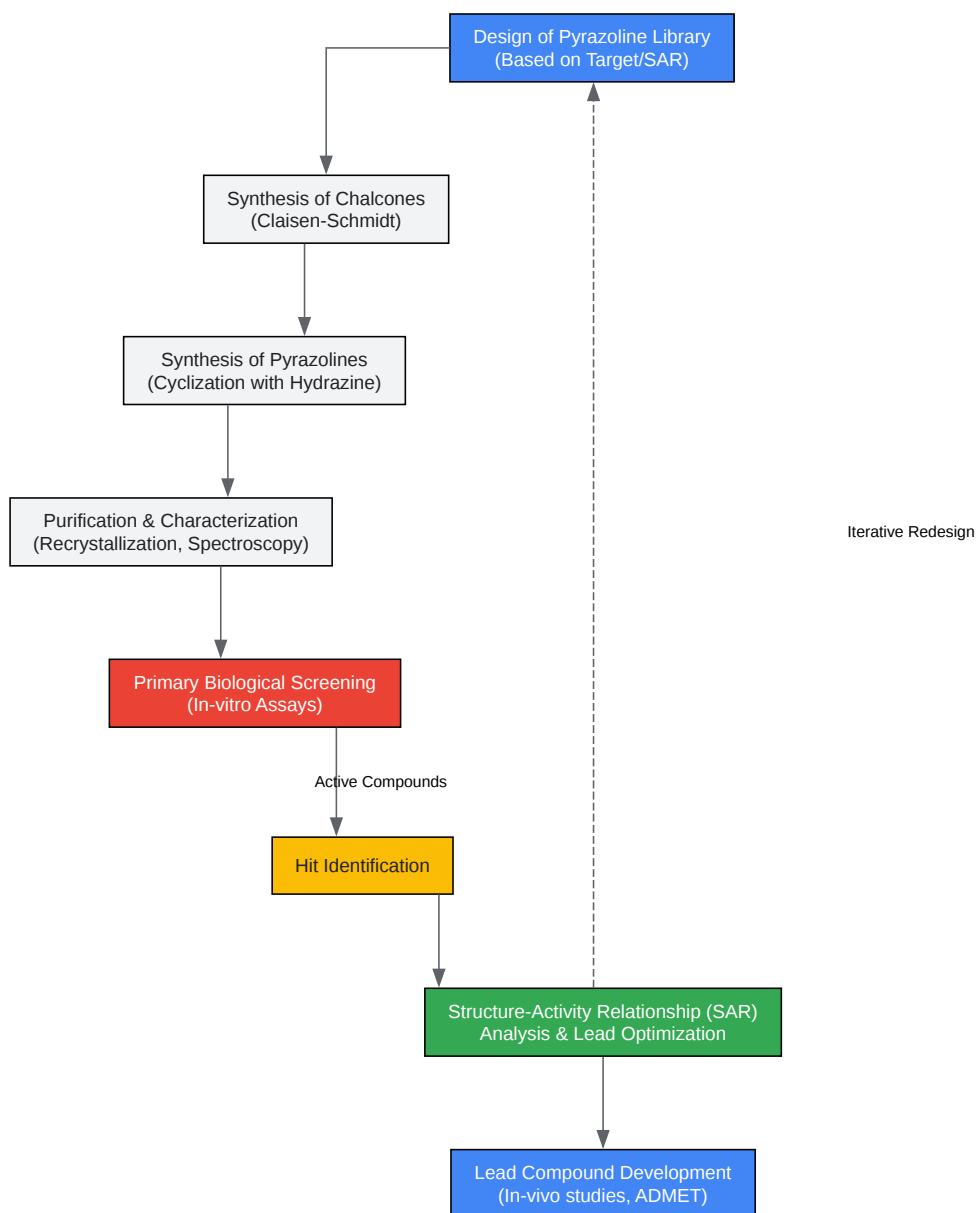 Design of Pyrazoline Library
(Based on Target/SAR)
Synthesis of Chalcones
(Claisen-Schmidt)
Synthesis of Pyrazolines
(Cyclization with Hydrazine)
Purification & Characterization
(Recrystallization, Spectroscopy)
Iterative Redesign
Primary Biological Screening
(In-vitro Assays)
Active Compounds
Hit Identification
Structure-Activity Relationship (SAR)
Analysis & Lead Optimization
Lead Compound Development
(In-vivo studies, ADMET)